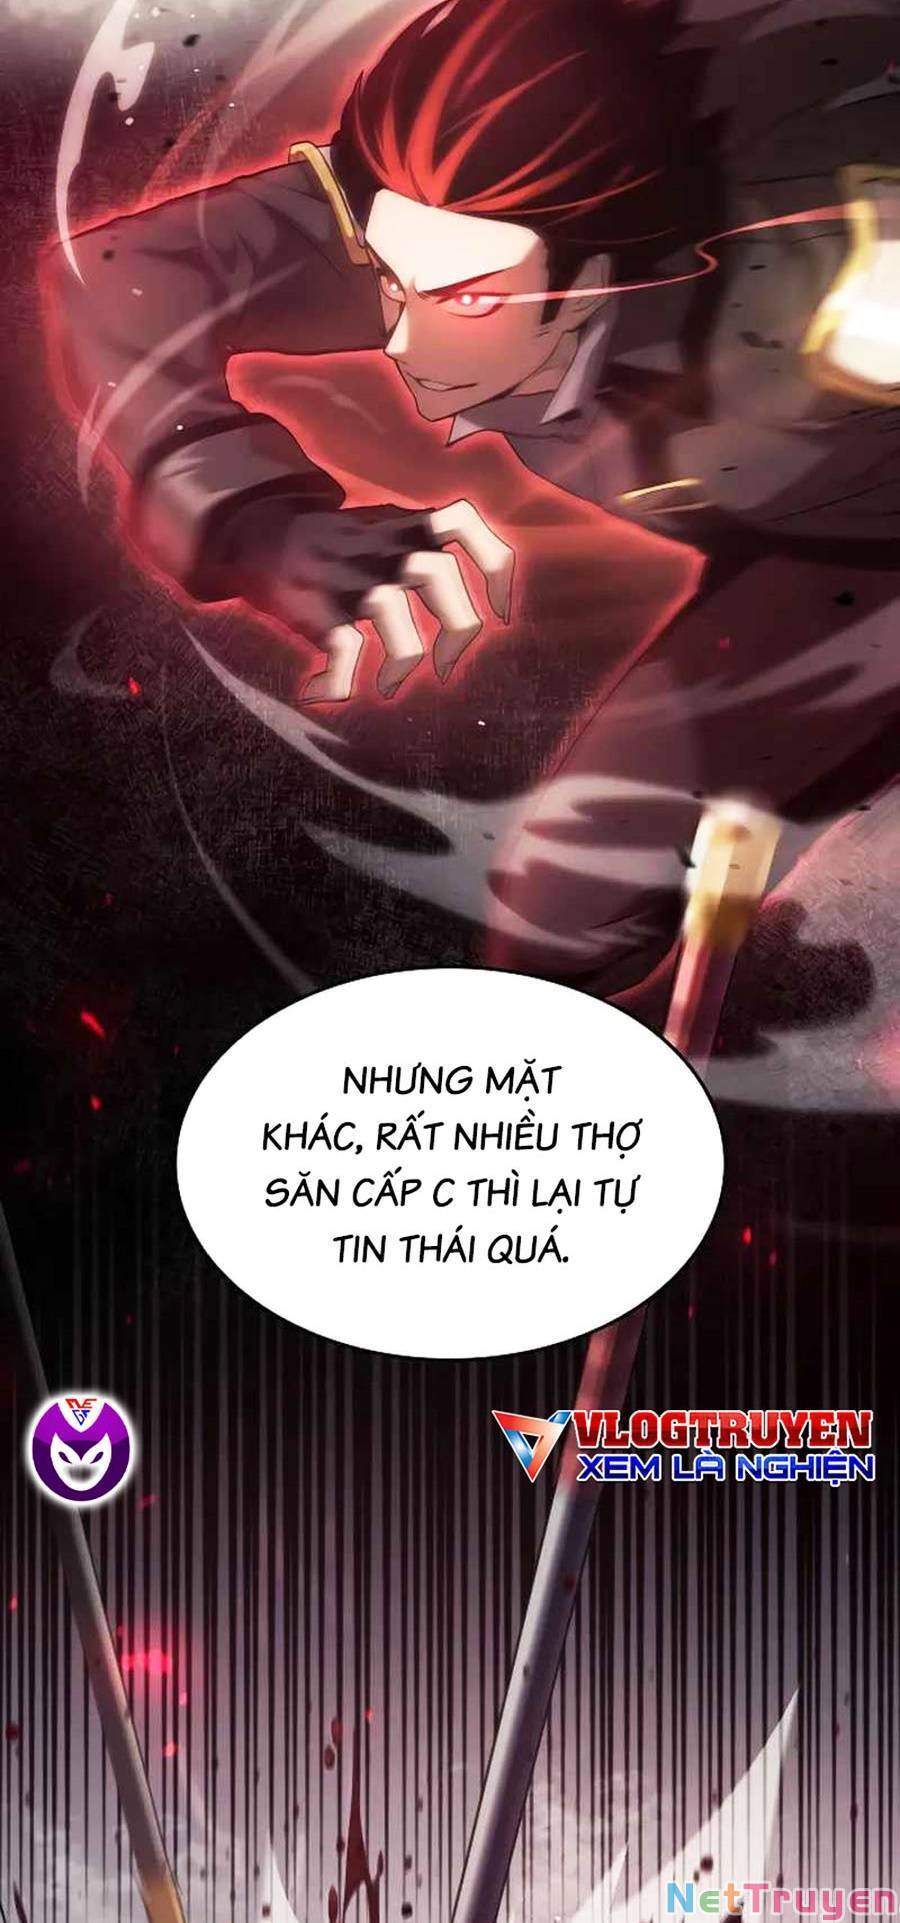 NHƯNG MẶT
KHÁC, RẤT NHIỀU THỢ
SĂN CẤP C THÌ LẠI TỰ
TIN THÁI QUÁ.
VLOGTRUYEN
XEM LÀ NGHIỆN
NetTruyen